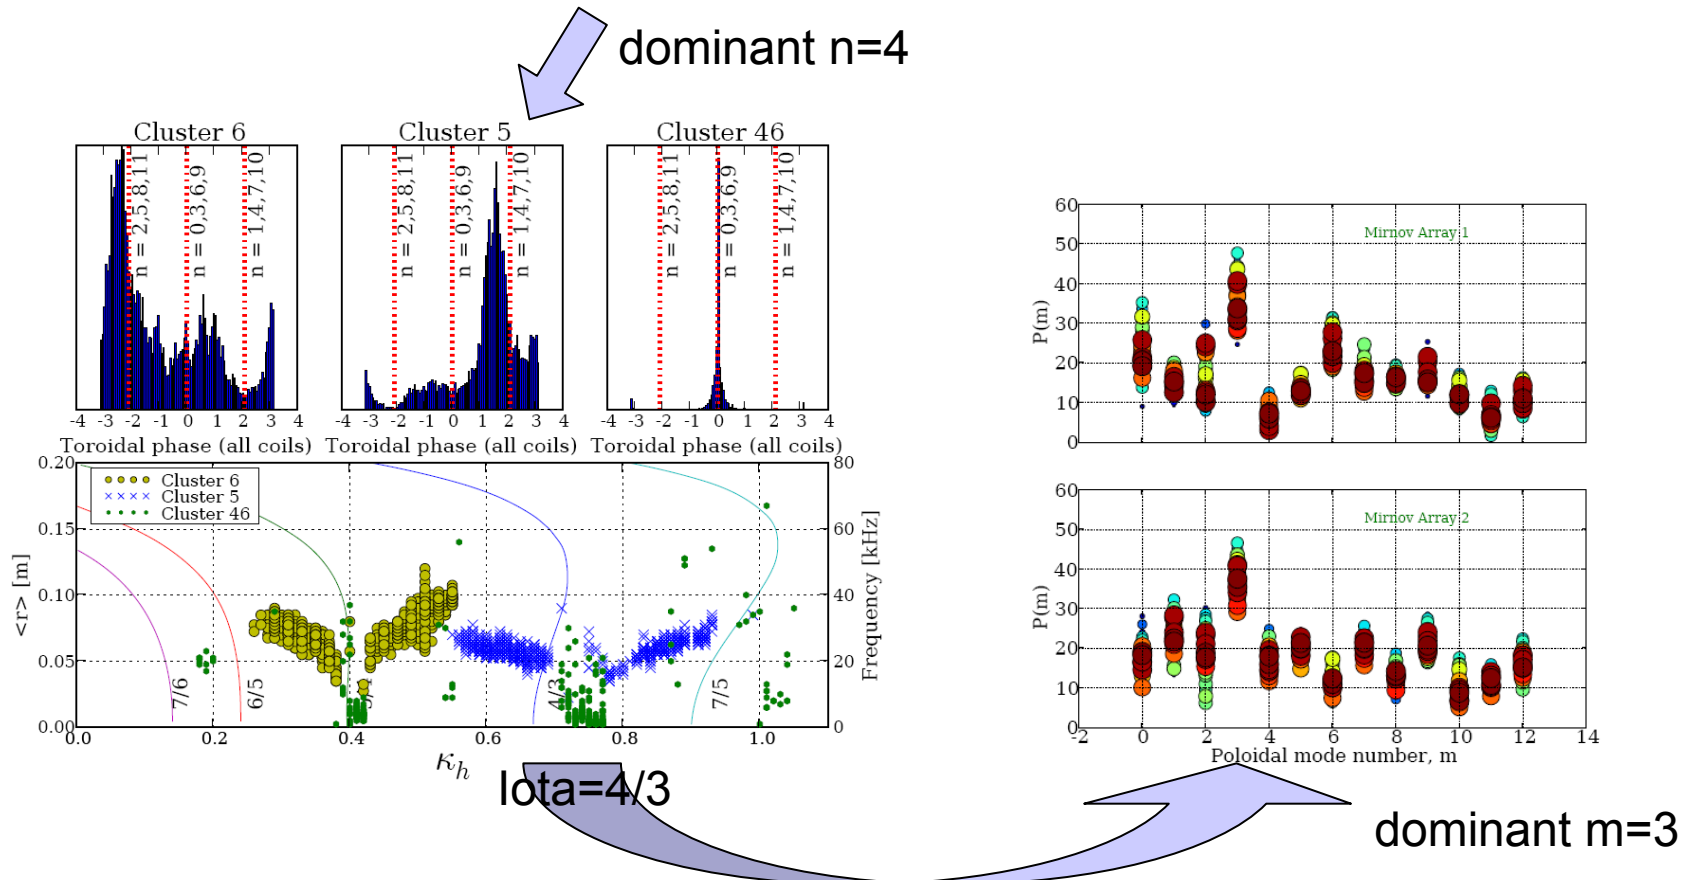 dominant n=4
Cluster 6
Cluster 5
Cluster 46
n = 2,5,8,11
n = 0,3,6,9
n = 1,4,7,10
n = 2,5,8,11
n = 0,3,6,9
n = 1,4,7,10
n = 2,5,8,11
n = 0,3,6,9
n = 1,4,7,10
-4 -3 -2 -1 0 1 2 3 4
-4 -3 -2 -1 0 1 2 3 4
-4 -3 -2 -1 0 1 2 3 4
Toroidal phase (all coils)
Toroidal phase (all coils)
Toroidal phase (all coils)
0.20
0.15
0.10
0.05
0.00
<r> [m]
Cluster 6
Cluster 5
Cluster 46
7/6
6/5
4/3
7/5
80
60
40
20
0
Frequency [kHz]
0.0 0.2 0.4 0.6 0.8 1.0
κh
Iota=4/3
60
50
40
30
20
10
0
P(m)
Mirnov Array 1
60
50
40
30
20
10
0
P(m)
Mirnov Array 2
-2 0 2 4 6 8 10 12 14
Poloidal mode number, m
dominant m=3